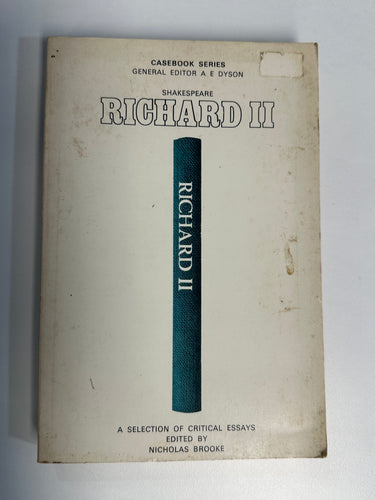 CASEBOOK SERIES
GENERAL EDITOR A E DYSON
SHAKESPEARE
RICHARD II
RICHARD II
A SELECTION OF CRITICAL ESSAYS
EDITED BY
NICHOLAS BROOKE